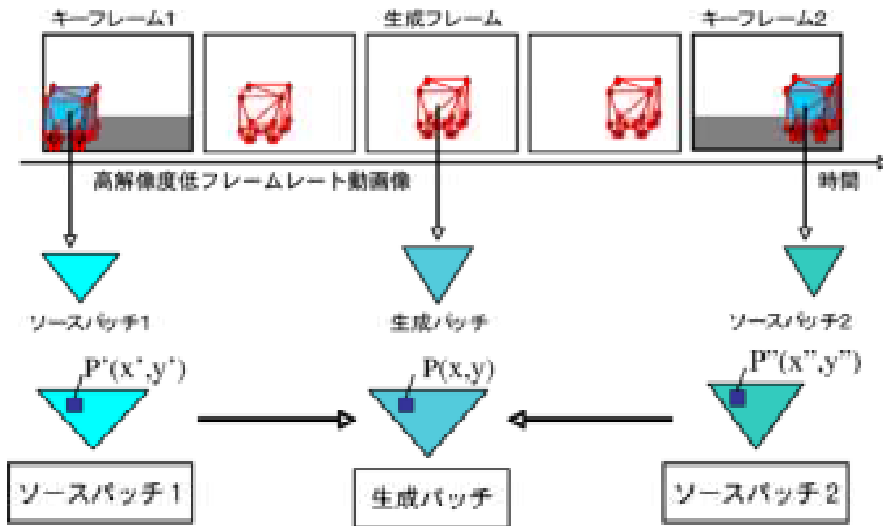 キーフレーム1
生成フレーム
キーフレーム2
高解像度低フレームレート動画像
時間
ソースパッチ1
生成パッチ
ソースパッチ2
P‘(x‘,y‘)
P(x,y)
P”(x”,y”)
ソースパッチ1
生成パッチ
ソースパッチ2